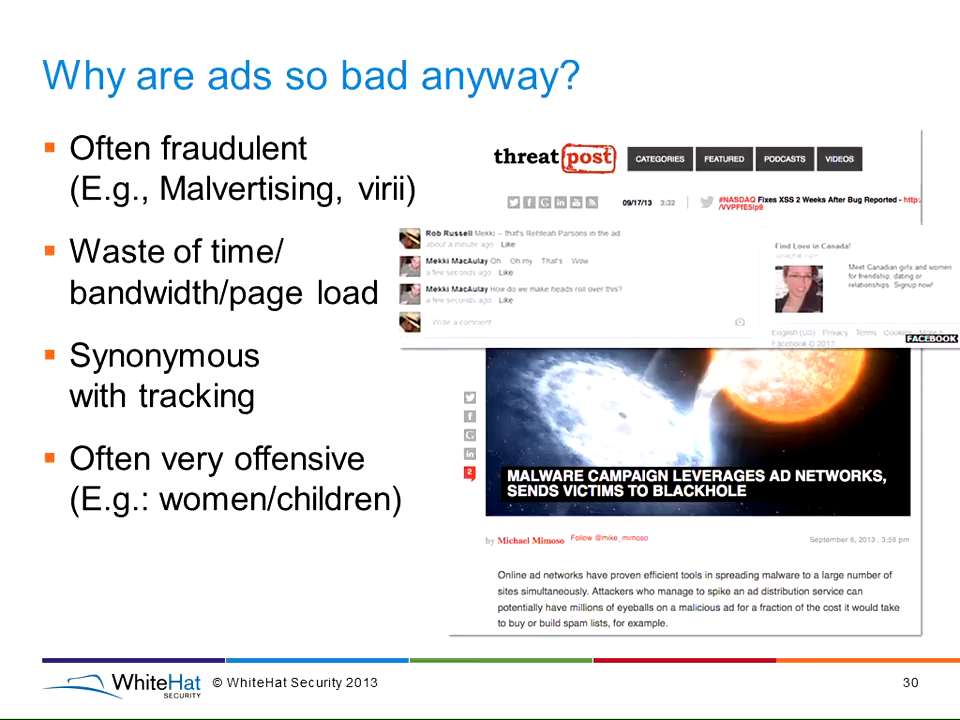 Why are ads so bad anyway?
Often fraudulent
(E.g., Malvertising, virii)
Waste of time/
bandwidth/page load
Synonymous
with tracking
Often very offensive
(E.g.: women/children)
threatpost
CATEGORIES FEATURED PODCASTS VIDEOS
09/17/13 3:32 #NASDAQ Fixes XSS 2 Weeks After Bug Reported - http:
/VVPPfE5lp9
Rob Russell Mekki – that's Rehteah Parsons in the ad
about a minute ago · Like
Mekki MacAulay Oh My That's Wow
a few seconds ago · Like
Mekki MacAulay How do we make heads roll over this?
a few seconds ago · Like
Write a comment
Find Love in Canada!
Meet Canadian girls and women
for friendship, dating or
relationships. Signup now!
English (US) Privacy Terms Cookies More
Facebook © 2013
FACEBOOK
2
MALWARE CAMPAIGN LEVERAGES AD NETWORKS,
SENDS VICTIMS TO BLACKHOLE
by Michael Mimoso Follow @mike_mimoso September 6, 2013 , 3:59 pm
Online ad networks have proven efficient tools in spreading malware to a large number of
sites simultaneously. Attackers who manage to spike an ad distribution service can
potentially have millions of eyeballs on a malicious ad for a fraction of the cost it would take
to buy or build spam lists, for example.
WhiteHat
SECURITY
© WhiteHat Security 2013
30